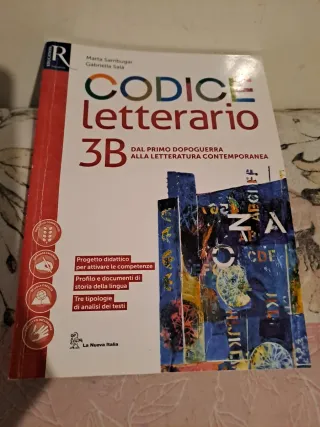 R
Marta Sambugar
Gabriella Salà
CODICE
letterario
3B
DAL PRIMO DOPOGUERRA
ALLA LETTERATURA CONTEMPORANEA
Progetto didattico
per attivare le competenze
Profilo e documenti di
storia della lingua
Tre tipologie
di analisi dei testi
La Nuova Italia